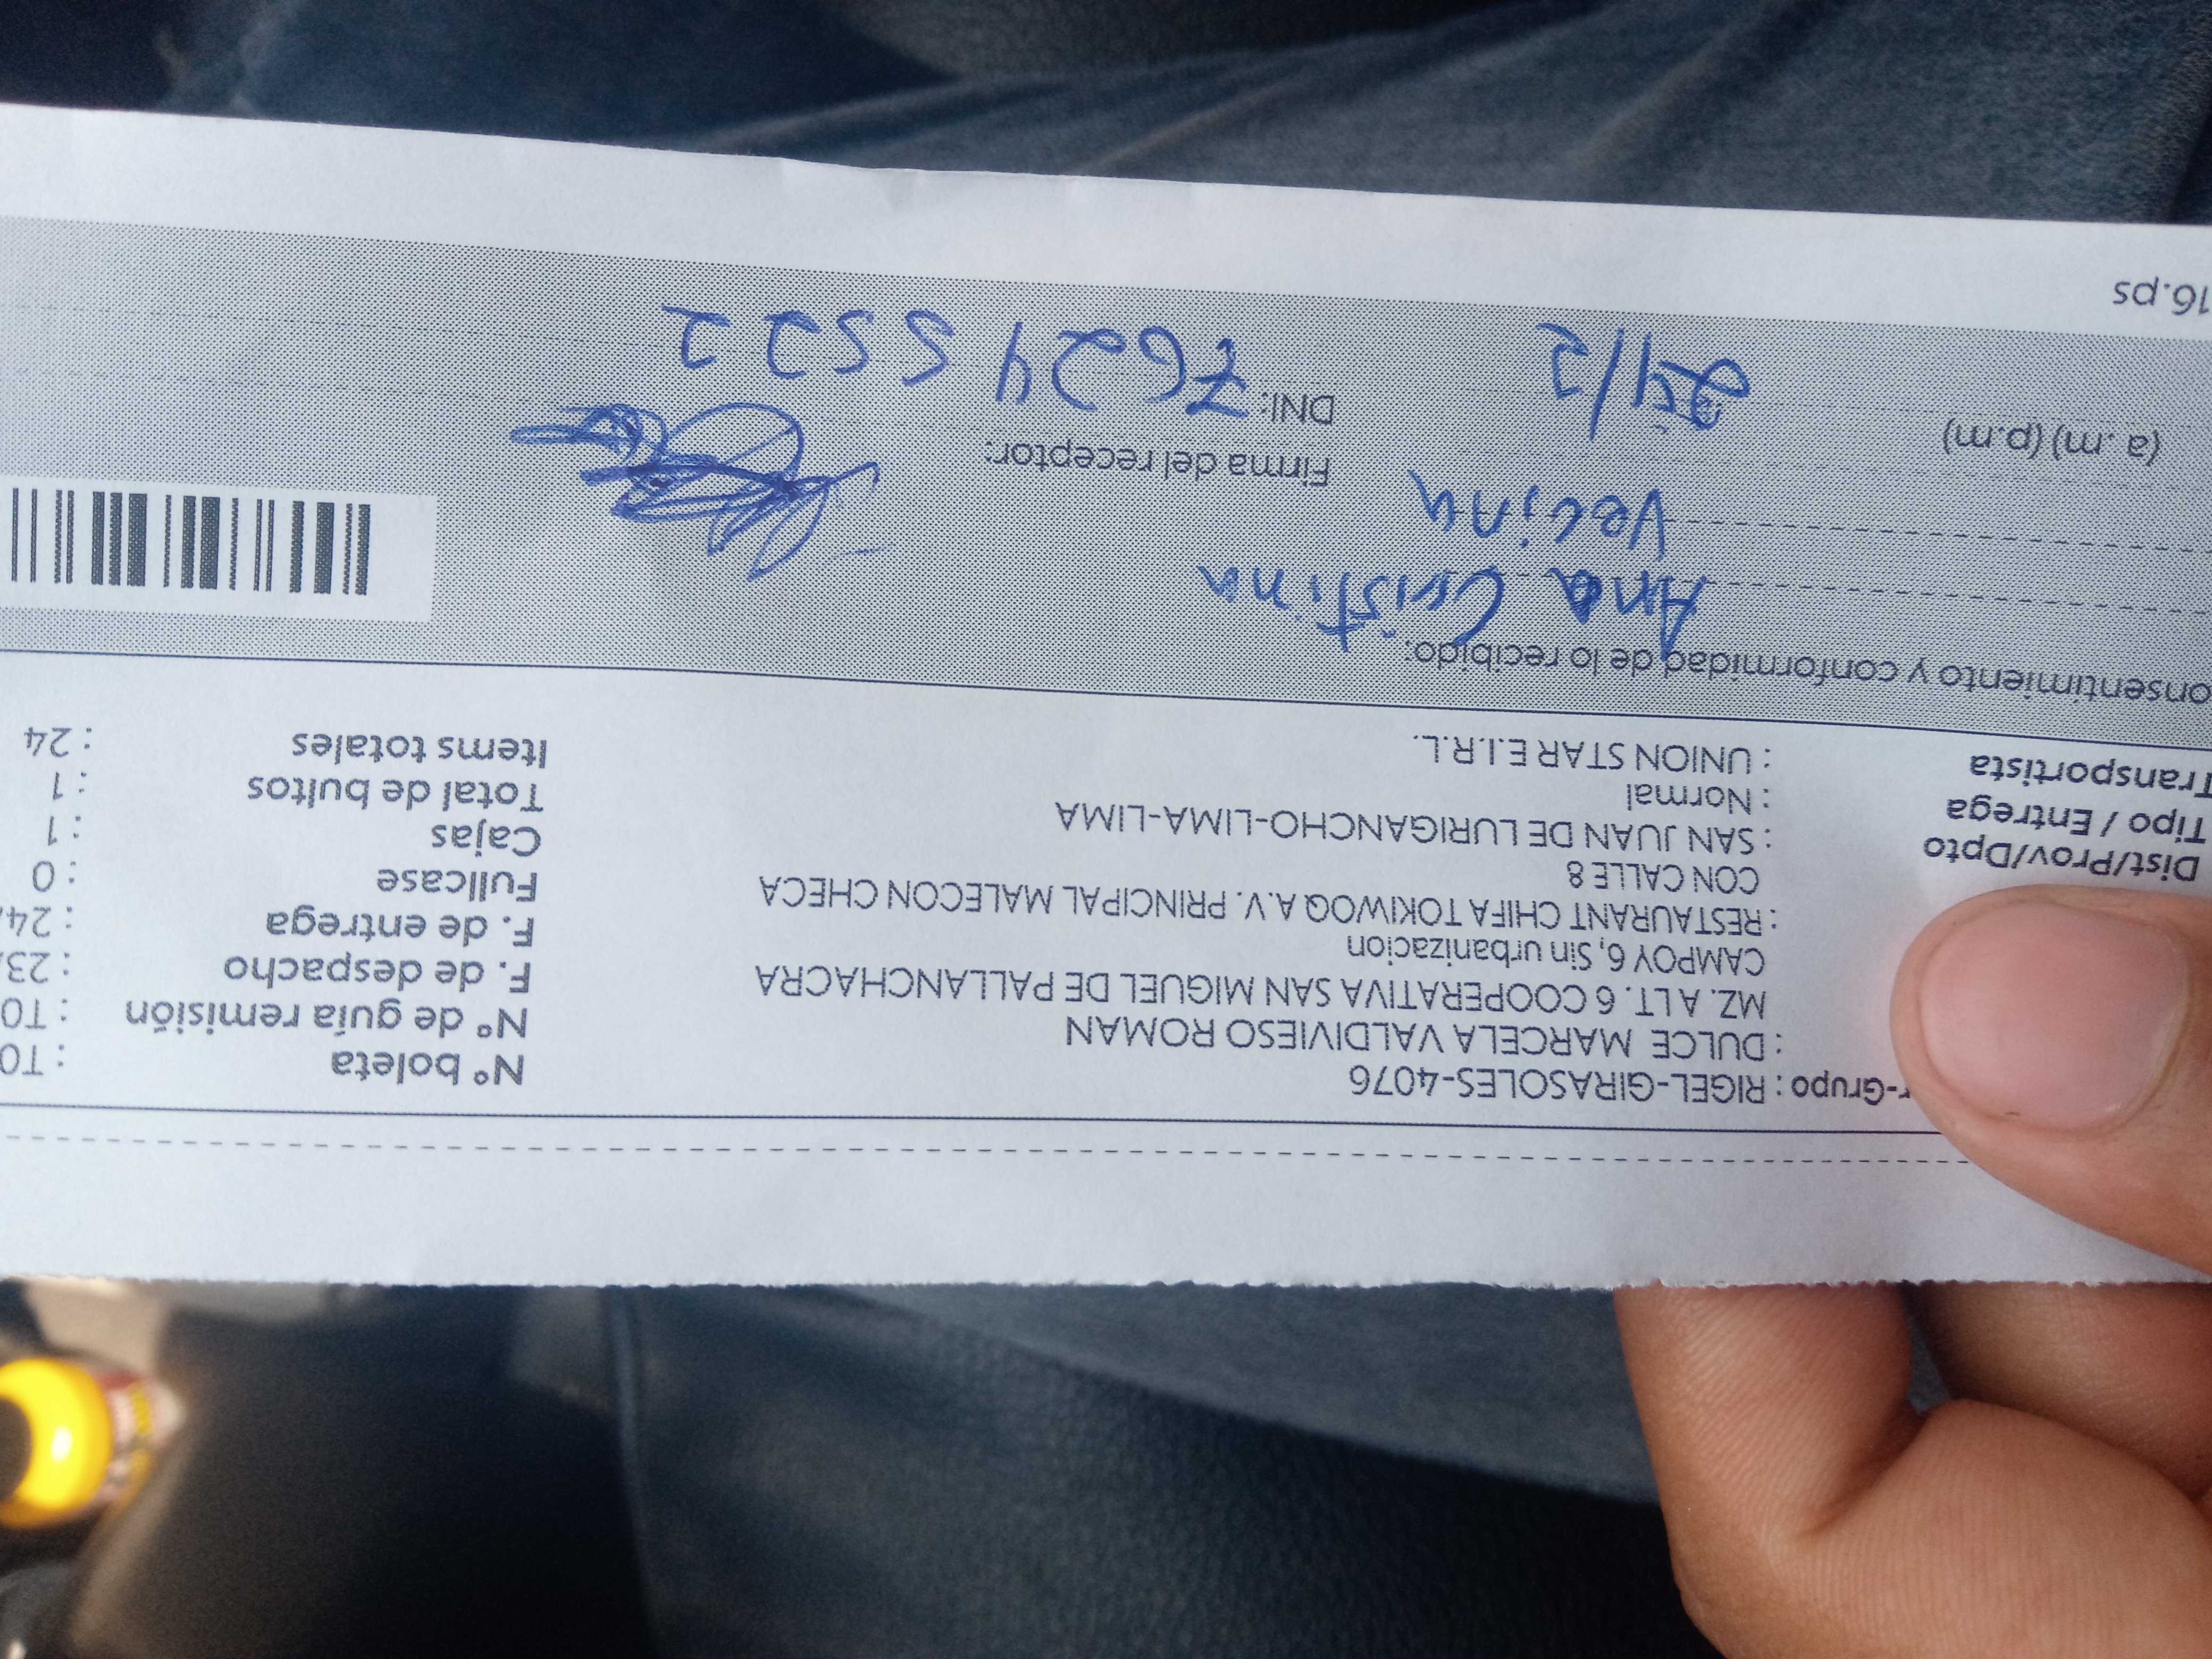 r-Grupo : RIGEL-GIRASOLES-4076
: DULCE MARCELA VALDIVIESO ROMAN
MZ. A LT. 6 COOPERATIVA SAN MIGUEL DE PALLANCHACRA
CAMPOY 6, Sin urbanizacion
: RESTAURANT CHIFA TOKIWOQ A.V. PRINCIPAL MALECON CHECA
CON CALLE 8
Dist/Prov/Dpto : SAN JUAN DE LURIGANCHO-LIMA-LIMA
Tipo / Entrega : Normal
Transportista : UNION STAR E.I.R.L.
N° boleta : T0
N° de guía remisión : T0
F. de despacho : 23/
F. de entrega : 24/
Fullcase : 0
Cajas : 1
Total de bultos : 1
Items totales : 24
onsentimiento y conformidad de lo recibido:
Ana Cristina
Vecina
Firma del receptor:
(a .m) (p.m) 24/2
DNI: 76245522
16.ps